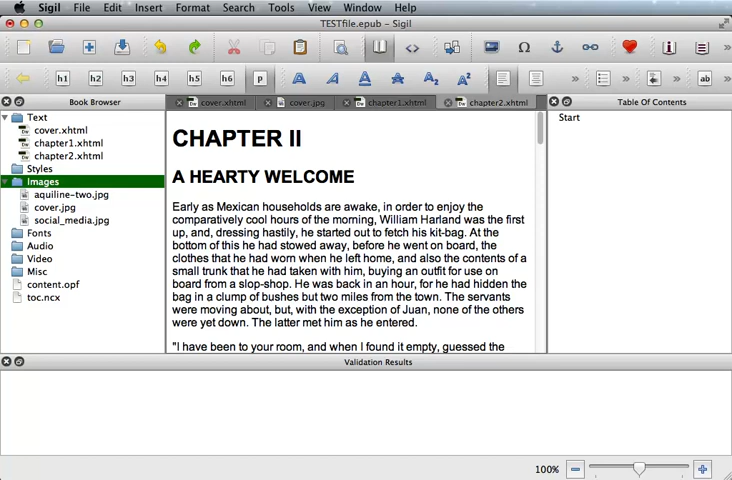 Sigil File Edit Insert Format Search Tools View Window Help
TESTfile.epub - Sigil
h1 h2 h3 h4 h5 h6 p A A A A A₂ A² ab
Book Browser
cover.xhtml cover.jpg chapter1.xhtml chapter2.xhtml
Table Of Contents
Text
cover.xhtml
chapter1.xhtml
chapter2.xhtml
Styles
Images
aquiline-two.jpg
cover.jpg
social_media.jpg
Fonts
Audio
Video
Misc
content.opf
toc.ncx
CHAPTER II
A HEARTY WELCOME
Early as Mexican households are awake, in order to enjoy the
comparatively cool hours of the morning, William Harland was the first
up, and, dressing hastily, he started out to fetch his kit-bag. At the
bottom of this he had stowed away, before he went on board, the
clothes that he had worn when he left home, and also the contents of a
small trunk that he had taken with him, buying an outfit for use on
board from a slop-shop. He was back in an hour, for he had hidden the
bag in a clump of bushes but two miles from the town. The servants
were moving about, but, with the exception of Juan, none of the others
were yet down. The latter met him as he entered.
"I have been to your room, and when I found it empty, guessed the
Start
Validation Results
100%